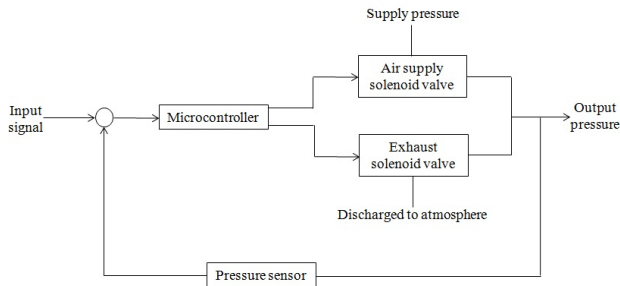 Supply pressure
Air supply
solenoid valve
Input
signal
Microcontroller
Output
pressure
Exhaust
solenoid valve
Discharged to atmosphere
Pressure sensor